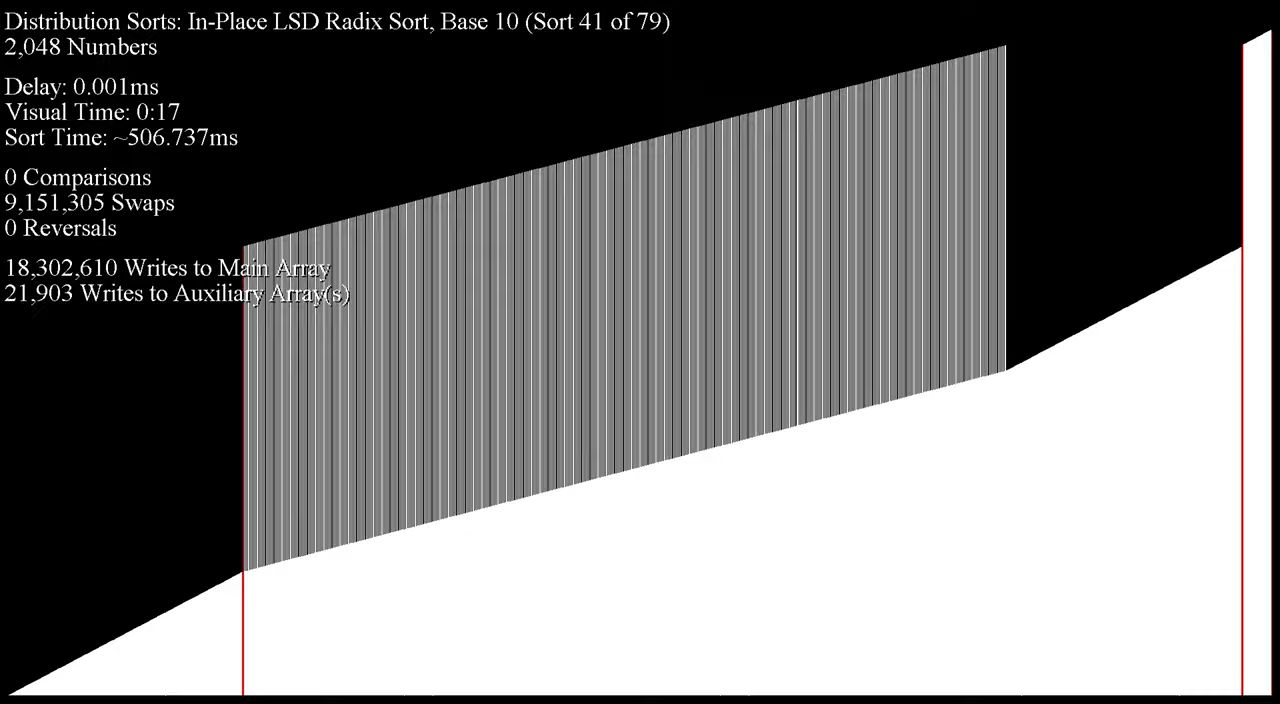 Distribution Sorts: In-Place LSD Radix Sort, Base 10 (Sort 41 of 79)
2,048 Numbers
Delay: 0.001ms
Visual Time: 0:17
Sort Time: ~506.737ms
0 Comparisons
9,151,305 Swaps
0 Reversals
18,302,610 Writes to Main Array
21,903 Writes to Auxiliary Array(s)